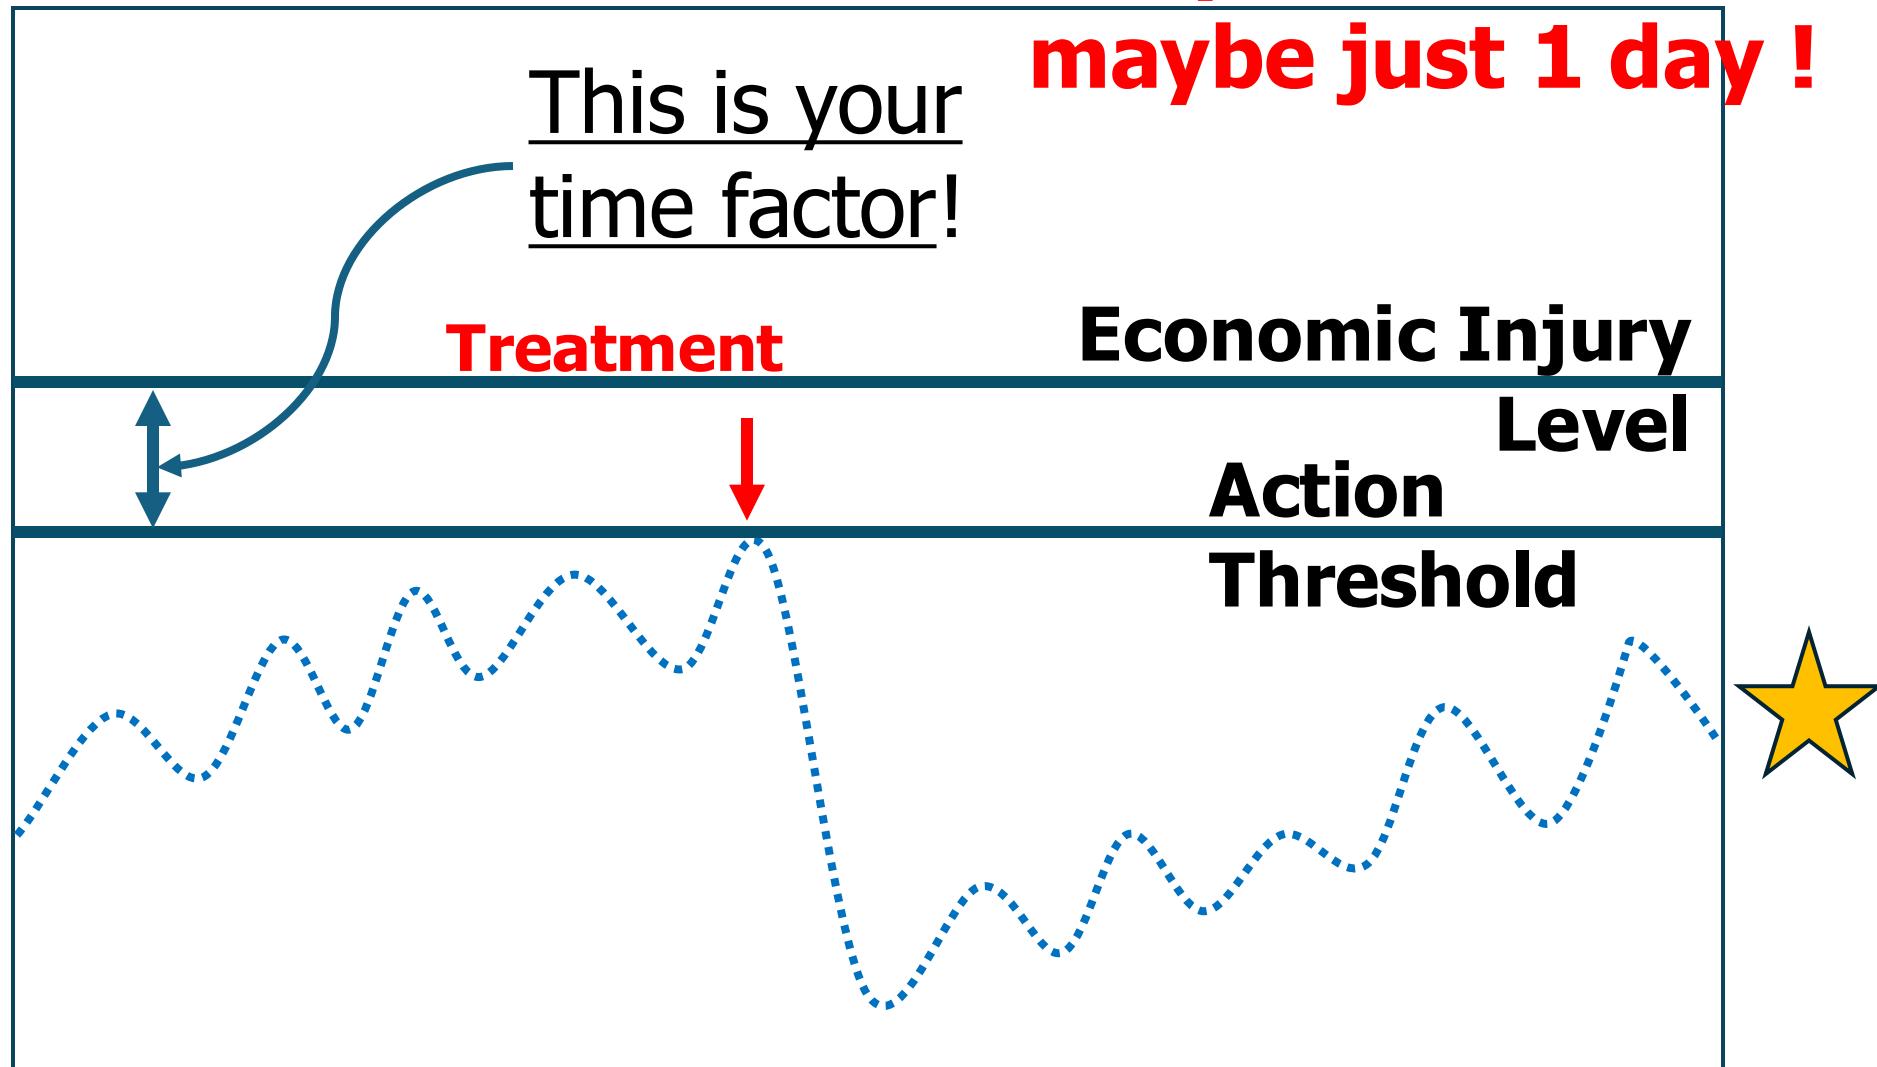 maybe just 1 day !
This is your
time factor!
Treatment
Economic Injury
Level
Action
Threshold